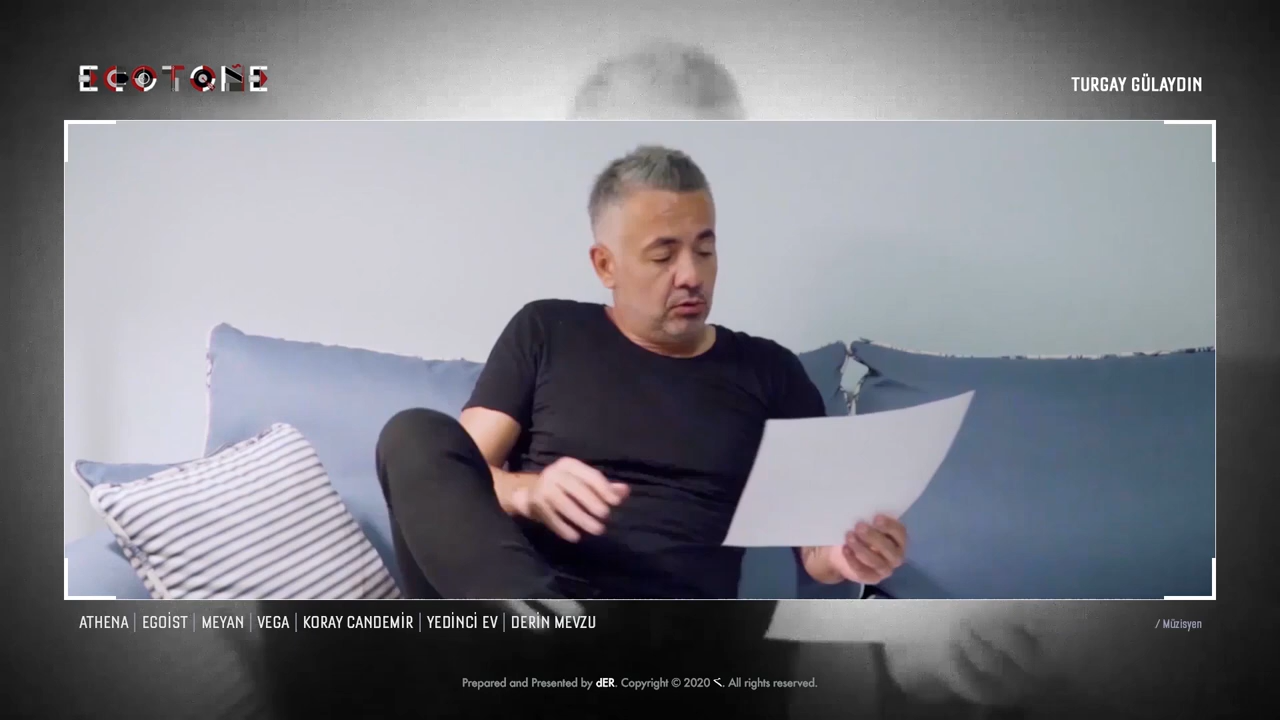 ECOTOÑE
TURGAY GÜLAYDIN
ATHENA | EGOİST | MEYAN | VEGA | KORAY CANDEMİR | YEDİNCİ EV | DERİN MEVZU
/ Müzisyen
Prepared and Presented by dER. Copyright © 2020 . All rights reserved.